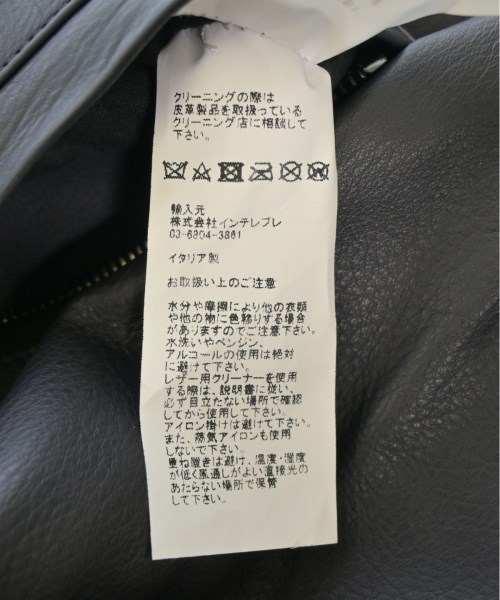 クリーニングの際は
皮革製品を取扱っている
クリーニング店に相談して
下さい。
輸入元
株式会社インテレプレ
03-6804-3861
イタリア製
お取扱い上のご注意
水分や摩擦により他の衣類
や他の物に色移りする場合
がありますのでご注意下さい。
水洗いやベンジン、
アルコールの使用は絶対
に避けて下さい。
レザー用クリーナーを使用
する際は、説明書に従い、
必ず目立たない場所で確認
してから使用して下さい。
アイロン掛けは避けて下さい。
また、蒸気アイロンも使用
しないで下さい。
重ね置きは避け、温度・湿度
が低く風通しがよい直接光の
あたらない場所で保管
して下さい。